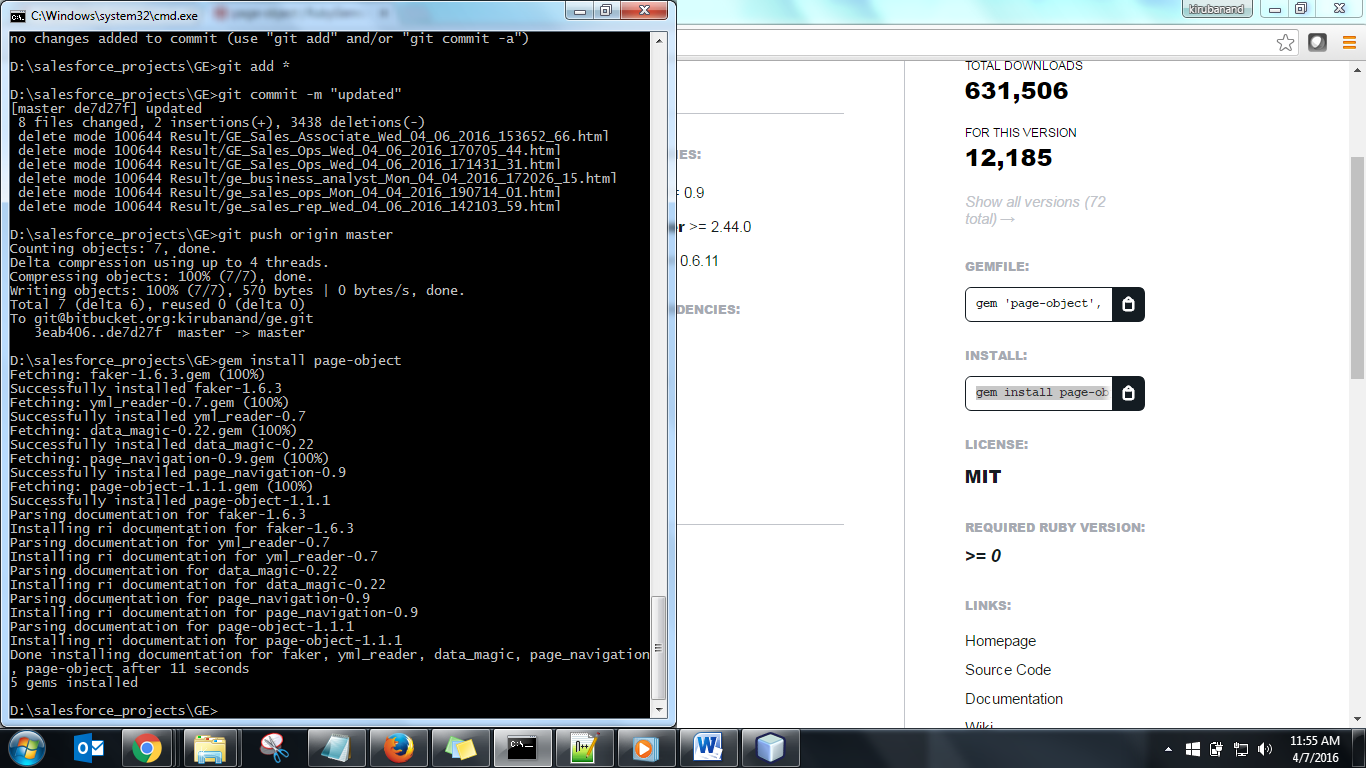 C:\Windows\system32\cmd.exe
no changes added to commit (use "git add" and/or "git commit -a")
D:\salesforce_projects\GE>git add *
D:\salesforce_projects\GE>git commit -m "updated"
[master de7d27f] updated
8 files changed, 2 insertions(+), 3438 deletions(-)
delete mode 100644 Result/GE_Sales_Associate_Wed_04_06_2016_153652_66.html
delete mode 100644 Result/GE_Sales_Ops_Wed_04_06_2016_170705_44.html
delete mode 100644 Result/GE_Sales_Ops_Wed_04_06_2016_171431_31.html
delete mode 100644 Result/ge_business_analyst_Mon_04_04_2016_172026_15.html
delete mode 100644 Result/ge_sales_ops_Mon_04_04_2016_190714_01.html
delete mode 100644 Result/ge_sales_rep_Wed_04_06_2016_142103_59.html
D:\salesforce_projects\GE>git push origin master
Counting objects: 7, done.
Delta compression using up to 4 threads.
Compressing objects: 100% (7/7), done.
Writing objects: 100% (7/7), 570 bytes | 0 bytes/s, done.
Total 7 (delta 6), reused 0 (delta 0)
To git@bitbucket.org:kirubanand/ge.git
3eab406..de7d27f  master -> master
D:\salesforce_projects\GE>gem install page-object
Fetching: faker-1.6.3.gem (100%)
Successfully installed faker-1.6.3
Fetching: yml_reader-0.7.gem (100%)
Successfully installed yml_reader-0.7
Fetching: data_magic-0.22.gem (100%)
Successfully installed data_magic-0.22
Fetching: page_navigation-0.9.gem (100%)
Successfully installed page_navigation-0.9
Fetching: page-object-1.1.1.gem (100%)
Successfully installed page-object-1.1.1
Parsing documentation for faker-1.6.3
Installing ri documentation for faker-1.6.3
Parsing documentation for yml_reader-0.7
Installing ri documentation for yml_reader-0.7
Parsing documentation for data_magic-0.22
Installing ri documentation for data_magic-0.22
Parsing documentation for page_navigation-0.9
Installing ri documentation for page_navigation-0.9
Parsing documentation for page-object-1.1.1
Installing ri documentation for page-object-1.1.1
Done installing documentation for faker, yml_reader, data_magic, page_navigation
, page-object after 11 seconds
5 gems installed
D:\salesforce_projects\GE>
kirubanand
IES:
= 0.9
r >= 2.44.0
0.6.11
DENCIES:
TOTAL DOWNLOADS
631,506
FOR THIS VERSION
12,185
Show all versions (72
total) →
GEMFILE:
gem 'page-object',
INSTALL:
gem install page-ob
LICENSE:
MIT
REQUIRED RUBY VERSION:
>= 0
LINKS:
Homepage
Source Code
Documentation
Wiki
11:55 AM
4/7/2016